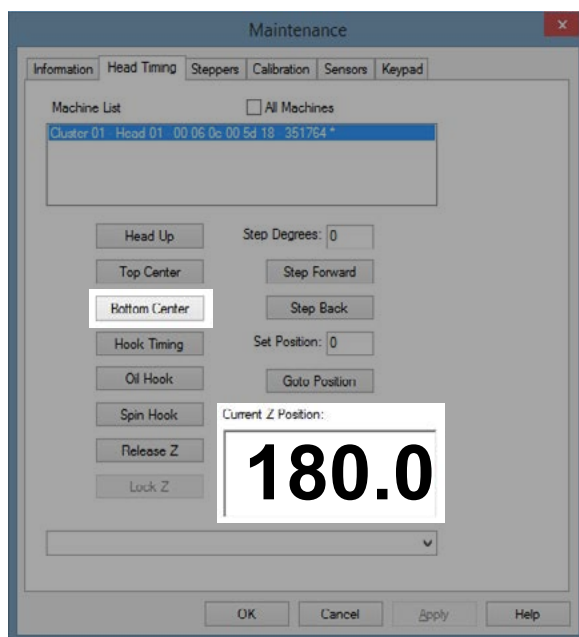 Maintenance
Information Head Timing Steppers Calibration Sensors Keypad
Machine List All Machines
Cluster 01 - Head 01 - 00 06 0c 00 5d 18 - 351764 *
Head Up Step Degrees: 0
Top Center Step Forward
Bottom Center Step Back
Hook Timing Set Position: 0
Oil Hook Goto Position
Spin Hook Current Z Position:
Release Z 180.0
Lock Z
OK Cancel Apply Help